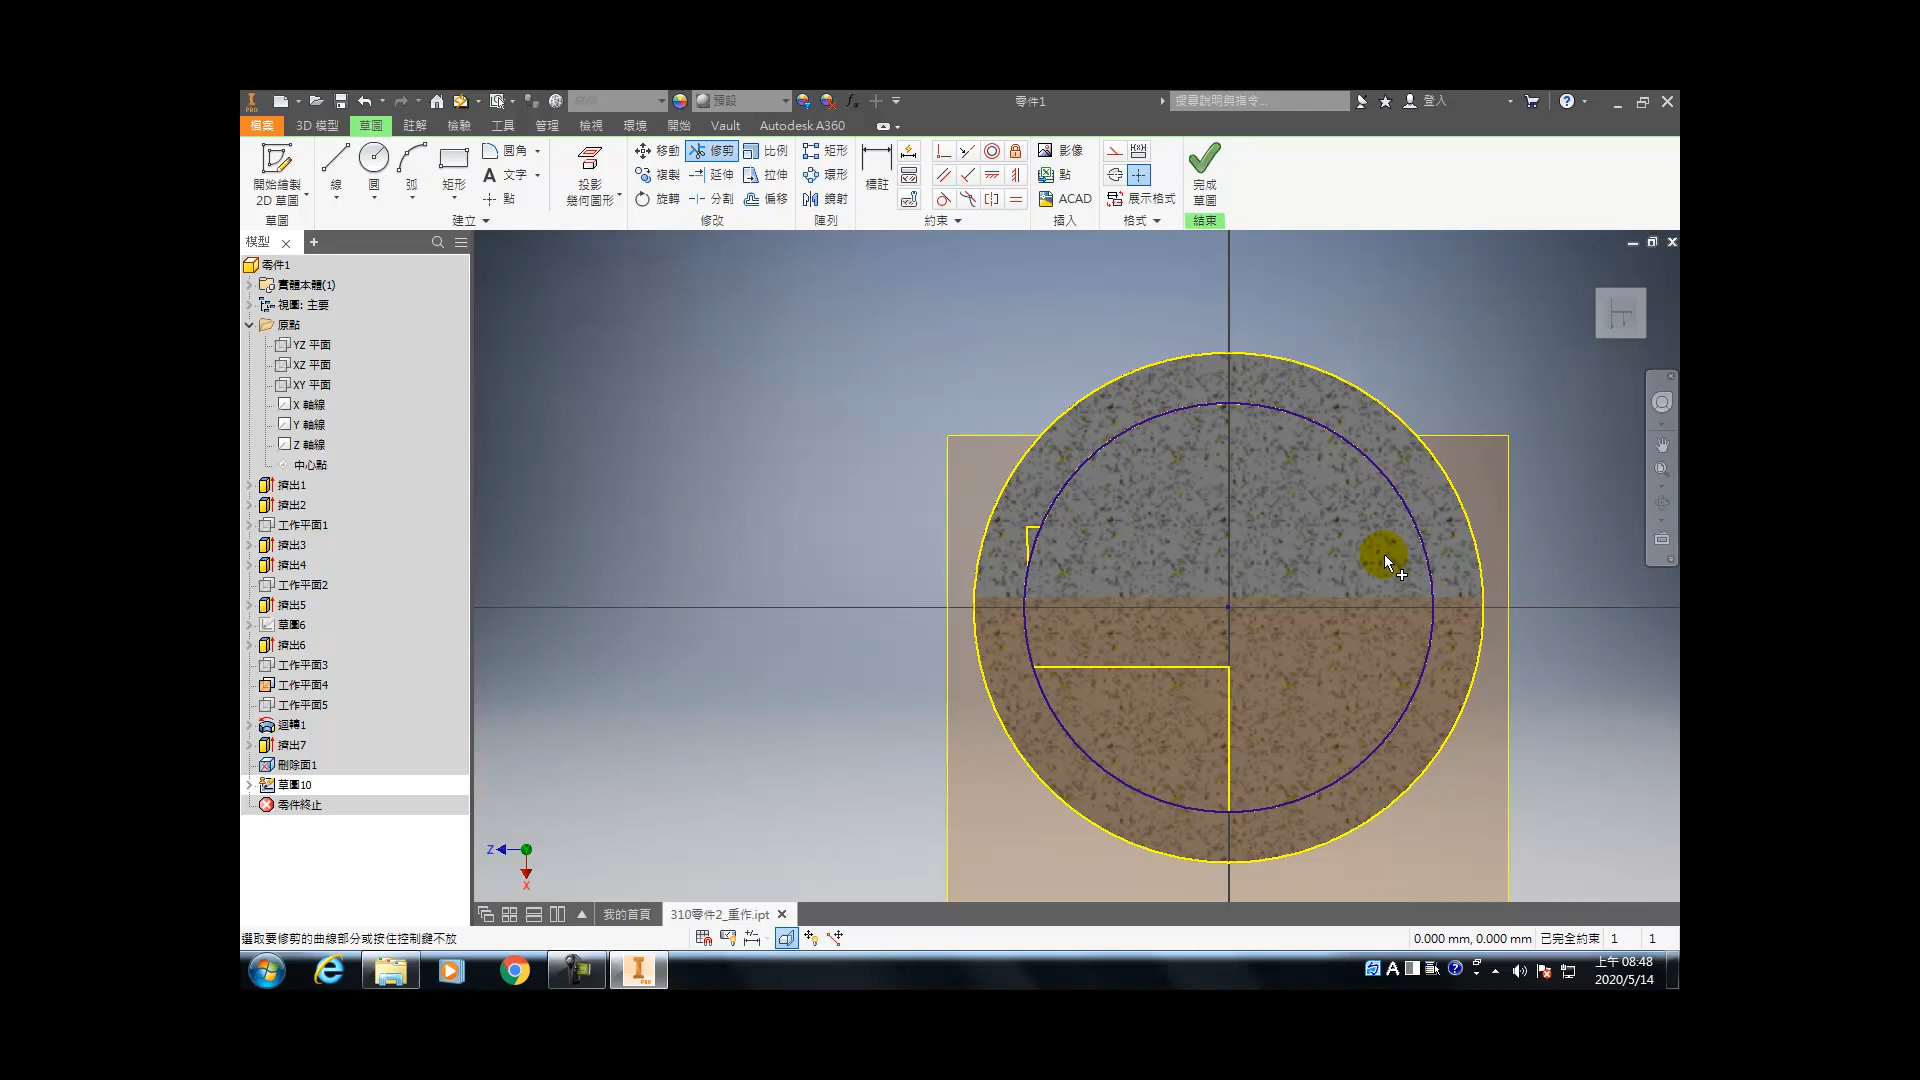 PRO
預設
零件1
搜尋說明與指令...
登入
檔案
3D 模型
草圖
註解
檢驗
工具
管理
檢視
環境
開始
Vault
Autodesk A360
開始繪製
2D 草圖
草圖
線
圓
弧
矩形
圓角
文字
點
建立
投影
幾何圖形
移動
修剪
比例
複製
延伸
拉伸
旋轉
分割
偏移
修改
矩形
環形
鏡射
陣列
標註
約束
影像
點
ACAD
插入
展示格式
格式
完成
草圖
結束
模型
零件1
實體本體(1)
視圖: 主要
原點
YZ 平面
XZ 平面
XY 平面
X 軸線
Y 軸線
Z 軸線
中心點
擠出1
擠出2
工作平面1
擠出3
擠出4
工作平面2
擠出5
草圖6
擠出6
工作平面3
工作平面4
工作平面5
迴轉1
擠出7
刪除面1
草圖10
零件終止
Z
X
我的首頁
310零件2_重作.ipt
選取要修剪的曲線部分或按住控制鍵不放
0.000 mm, 0.000 mm
已完全約束
1
1
PRO
A
上午 08:48
2020/5/14